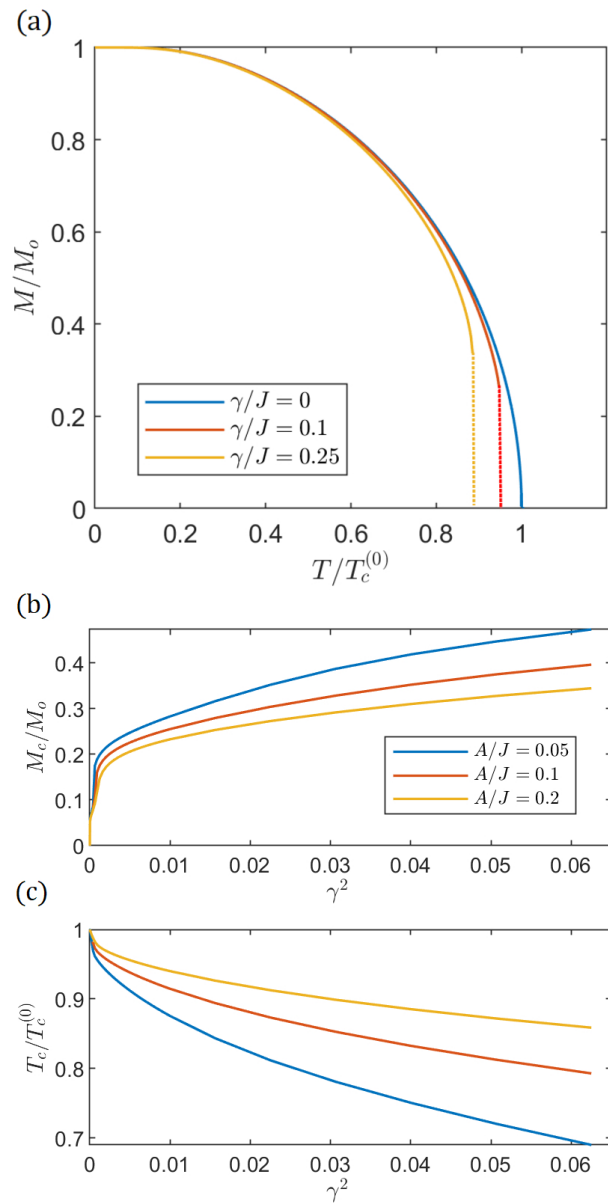 (a)
1
0.8
0.6
0.4
0.2
0
M/M_o
γ/J = 0
γ/J = 0.1
γ/J = 0.25
0 0.2 0.4 0.6 0.8 1
T/T_c^{(0)}
(b)
0.4
0.3
0.2
0.1
0
M_c/M_o
A/J = 0.05
A/J = 0.1
A/J = 0.2
0 0.01 0.02 0.03 0.04 0.05 0.06
γ^2
(c)
1
0.9
0.8
0.7
T_c/T_c^{(0)}
0 0.01 0.02 0.03 0.04 0.05 0.06
γ^2